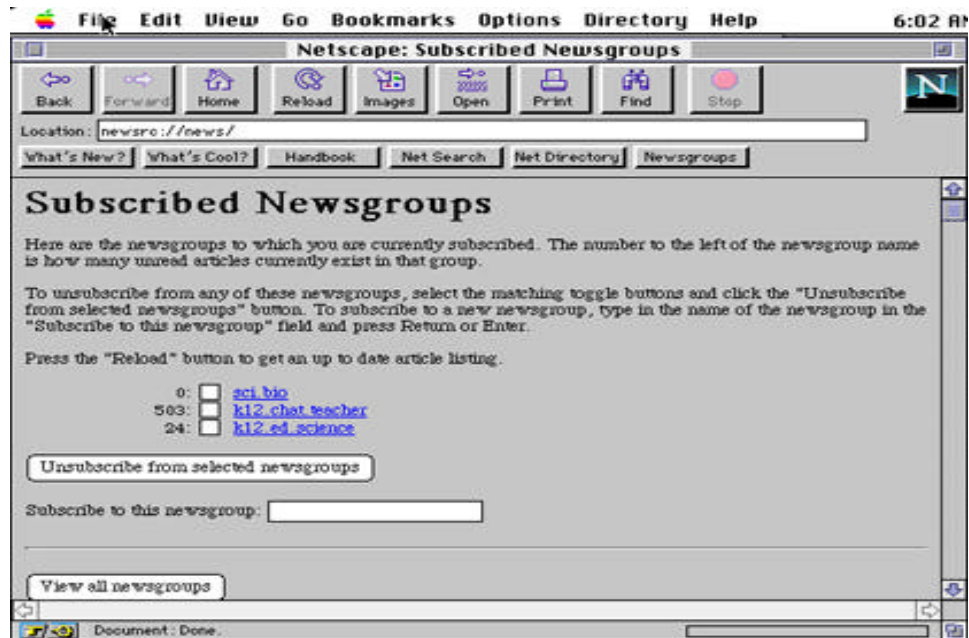 File Edit View Go Bookmarks Options Directory Help 6:02 AM
Netscape: Subscribed Newsgroups
Back Forward Home Reload Images Open Print Find Stop N
Location: newsrc://news/
What's New? What's Cool? Handbook Net Search Net Directory Newsgroups
Subscribed Newsgroups
Here are the newsgroups to which you are currently subscribed. The number to the left of the newsgroup name
is how many unread articles currently exist in that group.
To unsubscribe from any of these newsgroups, select the matching toggle buttons and click the "Unsubscribe
from selected newsgroups" button. To subscribe to a new newsgroup, type in the name of the newsgroup in the
"Subscribe to this newsgroup" field and press Return or Enter.
Press the "Reload" button to get an up to date article listing.
0: sci.bio
503: k12.chat.teacher
24: k12.ed.science
Unsubscribe from selected newsgroups
Subscribe to this newsgroup:
View all newsgroups
Document: Done.